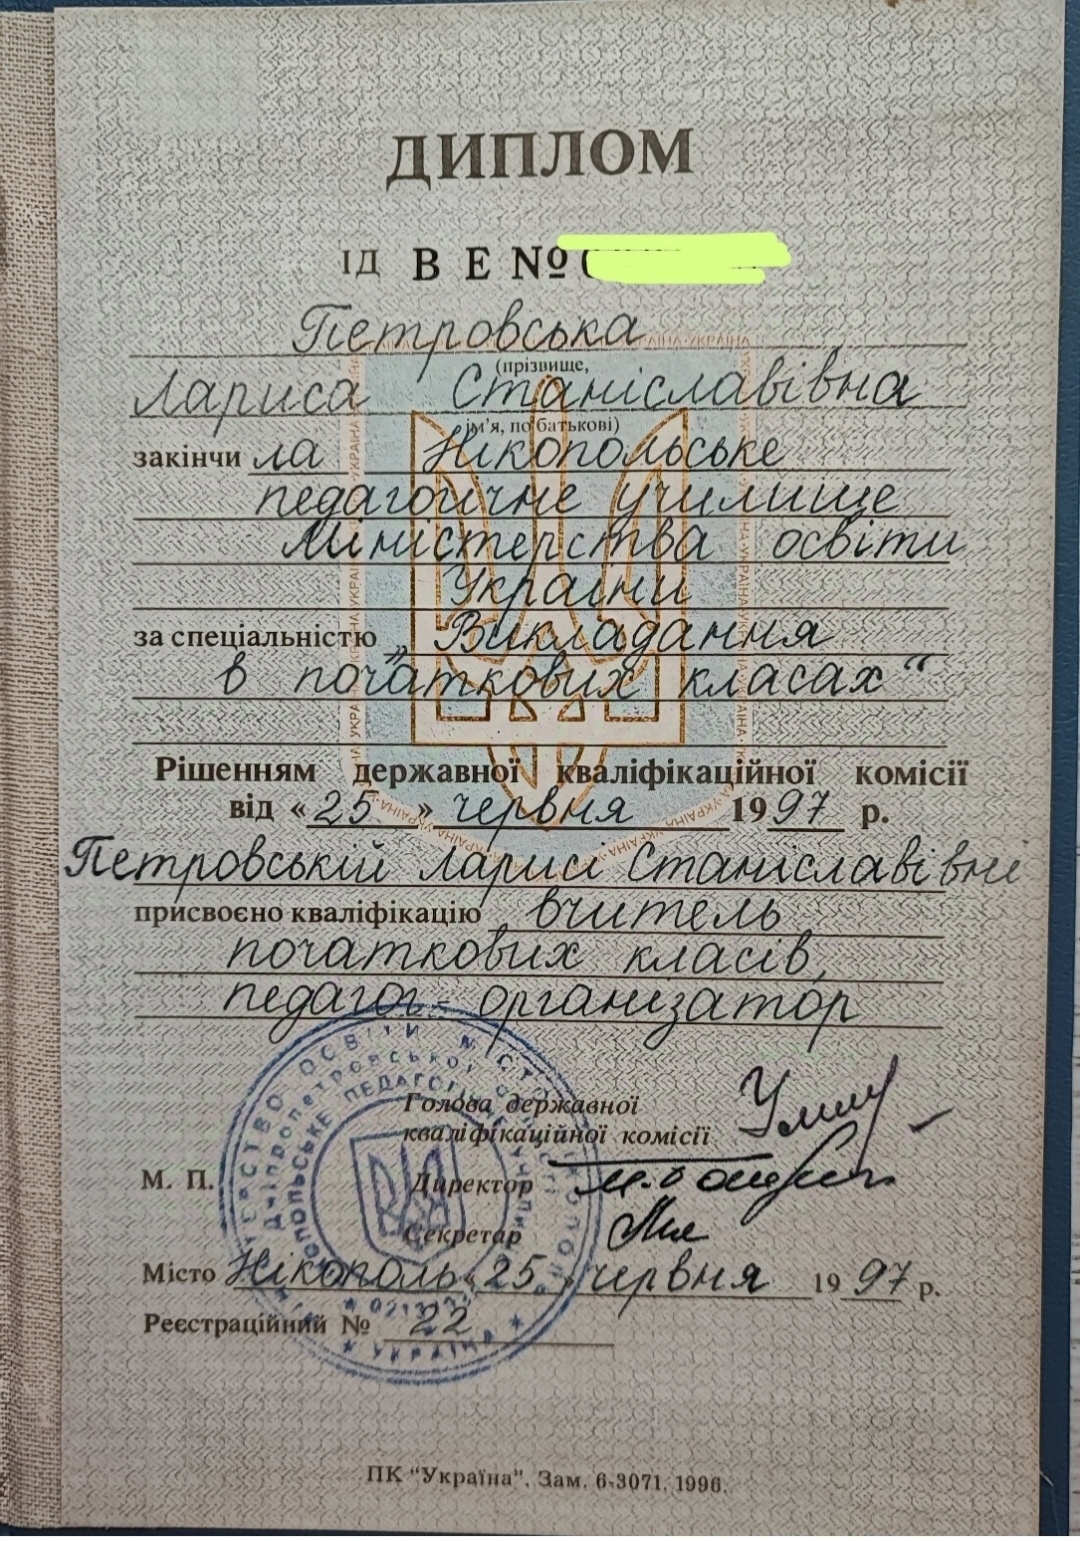 ДИПЛОМ
ІД ВЕ №
Петровська
(прізвище,
Лариса Станіславівна
ім’я, по батькові)
закінчила Нікопольське
педагогічне училище
Міністерства освіти
України
за спеціальністю „Викладання
в початкових класах“
Рішенням державної кваліфікаційної комісії
від «25» червня 1997 р.
Петровській Ларисі Станіславівні
присвоєно кваліфікацію вчитель
початкових класів,
педагог-організатор
Голова державної
кваліфікаційної комісії
М. П.
Директор
Секретар
Місто Нікополь «25» червня 1997 р.
Реєстраційний № 22
ПК “Україна”. Зам. 6-3071. 1996.